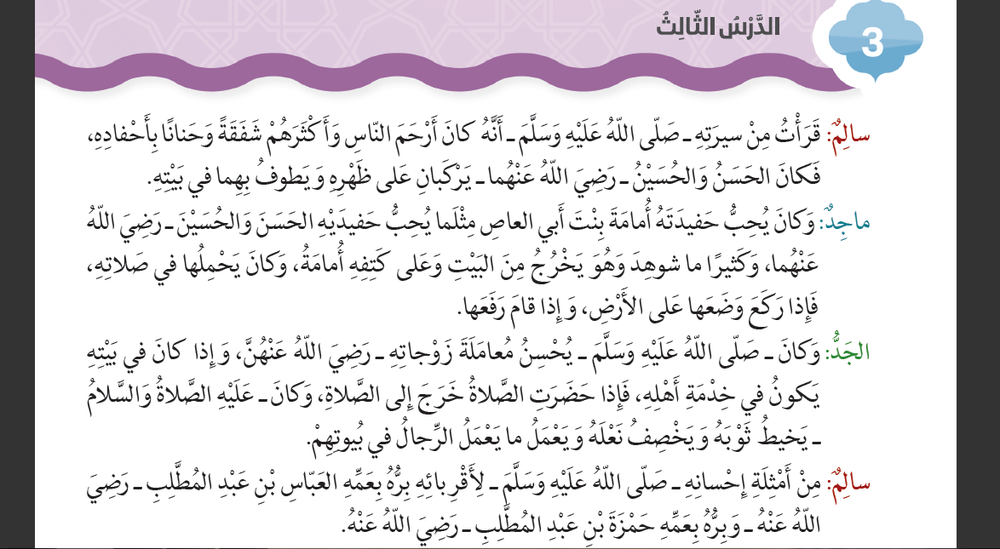 الدَّرْسُ الثّالِثُ
3
سالِمٌ: قَرَأْتُ مِنْ سيرَتِهِ ـ صَلّى اللّهُ عَلَيْهِ وَسَلَّمَ ـ أَنَّهُ كانَ أَرْحَمَ النّاسِ وَأَكْثَرَهُمْ شَفَقَةً وَحَنانًا بِأَحْفادِهِ،
فَكانَ الحَسَنُ وَالحُسَيْنُ ـ رَضِيَ اللّهُ عَنْهُما ـ يَرْكَبانِ عَلى ظَهْرِهِ وَيَطوفُ بِهِما في بَيْتِهِ.
ماجِدٌ: وَكانَ يُحِبُّ حَفيدَتَهُ أُمامَةَ بِنْتَ أَبي العاصِ مِثْلَما يُحِبُّ حَفيدَيْهِ الحَسَنَ وَالحُسَيْنَ ـ رَضِيَ اللّهُ
عَنْهُما، وَكَثيرًا ما شوهِدَ وَهُوَ يَخْرُجُ مِنَ البَيْتِ وَعَلى كَتِفِهِ أُمامَةُ، وَكانَ يَحْمِلُها في صَلاتِهِ،
فَإِذا رَكَعَ وَضَعَها عَلى الأَرْضِ، وَإِذا قامَ رَفَعَها.
الجَدُّ: وَكانَ ـ صَلّى اللّهُ عَلَيْهِ وَسَلَّمَ ـ يُحْسِنُ مُعامَلَةَ زَوْجاتِهِ ـ رَضِيَ اللّهُ عَنْهُنَّ، وَإِذا كانَ في بَيْتِهِ
يَكونُ في خِدْمَةِ أَهْلِهِ، فَإِذا حَضَرَتِ الصَّلاةُ خَرَجَ إِلى الصَّلاةِ، وَكانَ ـ عَلَيْهِ الصَّلاةُ وَالسَّلامُ
ـ يَخيطُ ثَوْبَهُ وَيَخْصِفُ نَعْلَهُ وَيَعْمَلُ ما يَعْمَلُ الرِّجالُ في بُيوتِهِمْ.
سالِمٌ: مِنْ أَمْثلَةِ إِحْسانِهِ ـ صَلّى اللّهُ عَلَيْهِ وَسَلَّمَ ـ لِأَقْرِبائِهِ بِرُّهُ بِعَمِّهِ العَبّاسِ بْنِ عَبْدِ المُطَّلِبِ ـ رَضِيَ
اللّهُ عَنْهُ ـ وَبِرُّهُ بِعَمِّهِ حَمْزَةَ بْنِ عَبْدِ المُطَّلِبِ ـ رَضِيَ اللّهُ عَنْهُ.